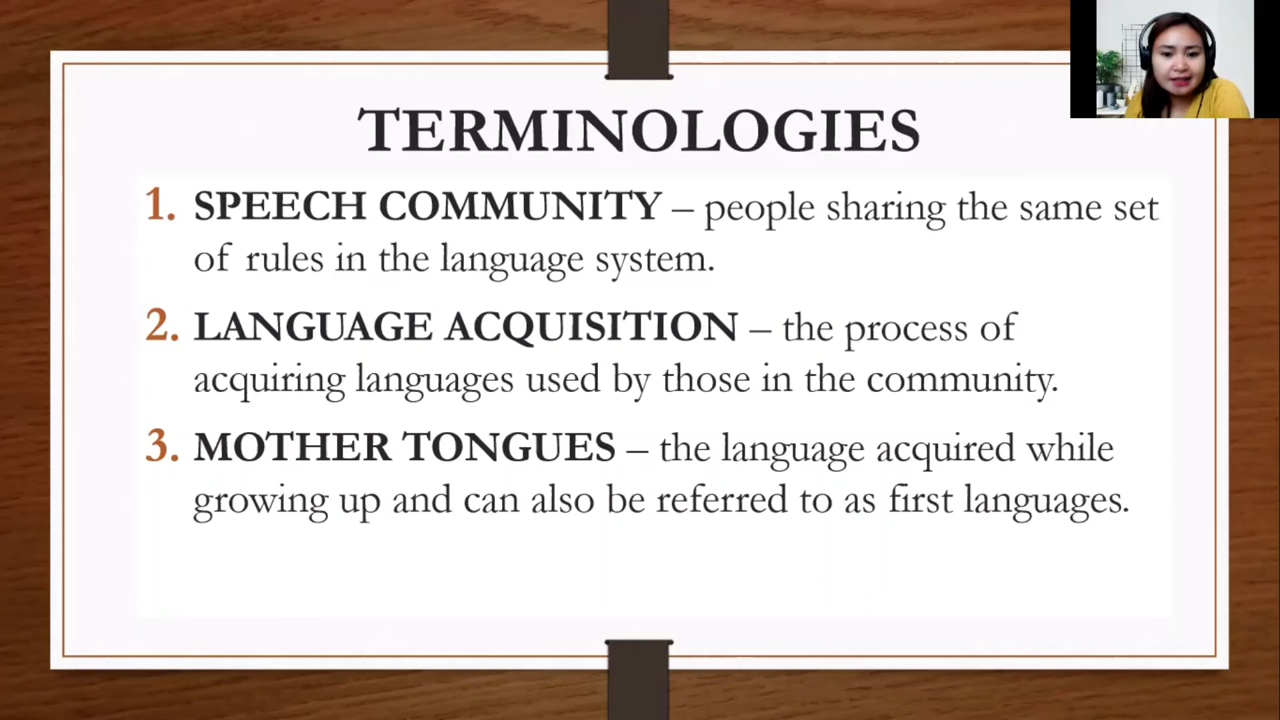 TERMINOLOGIES
1. SPEECH COMMUNITY – people sharing the same set
of rules in the language system.
2. LANGUAGE ACQUISITION – the process of
acquiring languages used by those in the community.
3. MOTHER TONGUES – the language acquired while
growing up and can also be referred to as first languages.